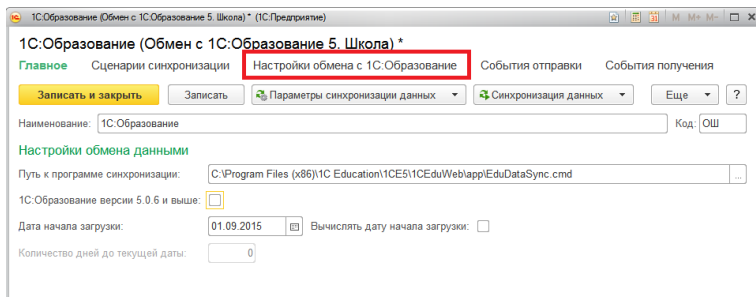 1С:Образование (Обмен с 1С:Образование 5. Школа) * (1С:Предприятие) M M+ M-
1С:Образование (Обмен с 1С:Образование 5. Школа) *
Главное Сценарии синхронизации Настройки обмена с 1С:Образование События отправки События получения
Записать и закрыть Записать Параметры синхронизации данных Синхронизация данных Еще ?
Наименование: 1С:Образование Код: ОШ
Настройки обмена данными
Путь к программе синхронизации: C:\Program Files (x86)\1C Education\1CE5\1CEduWeb\app\EduDataSync.cmd ...
1С:Образование версии 5.0.6 и выше:
Дата начала загрузки: 01.09.2015 Вычислять дату начала загрузки:
Количество дней до текущей даты: 0